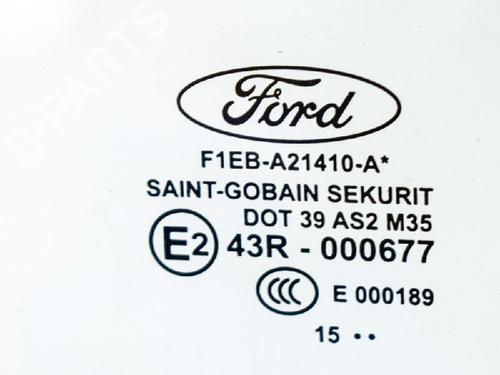 B-PARTS
Ford
F1EB-A21410-A*
SAINT-GOBAIN SEKURIT
DOT 39 AS2 M35
E2 43R - 000677
CCC E 000189
15 ••